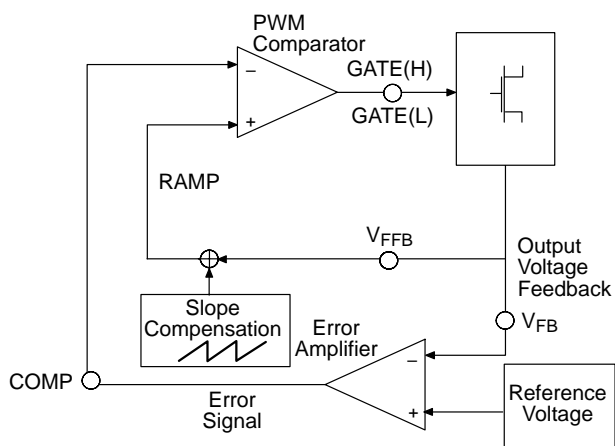 PWM
Comparator
−
+
GATE(H)
GATE(L)
RAMP
VFFB
Output
Voltage
Feedback
Slope
Compensation
Error
Amplifier
VFB
−
+
COMP
Error
Signal
Reference
Voltage